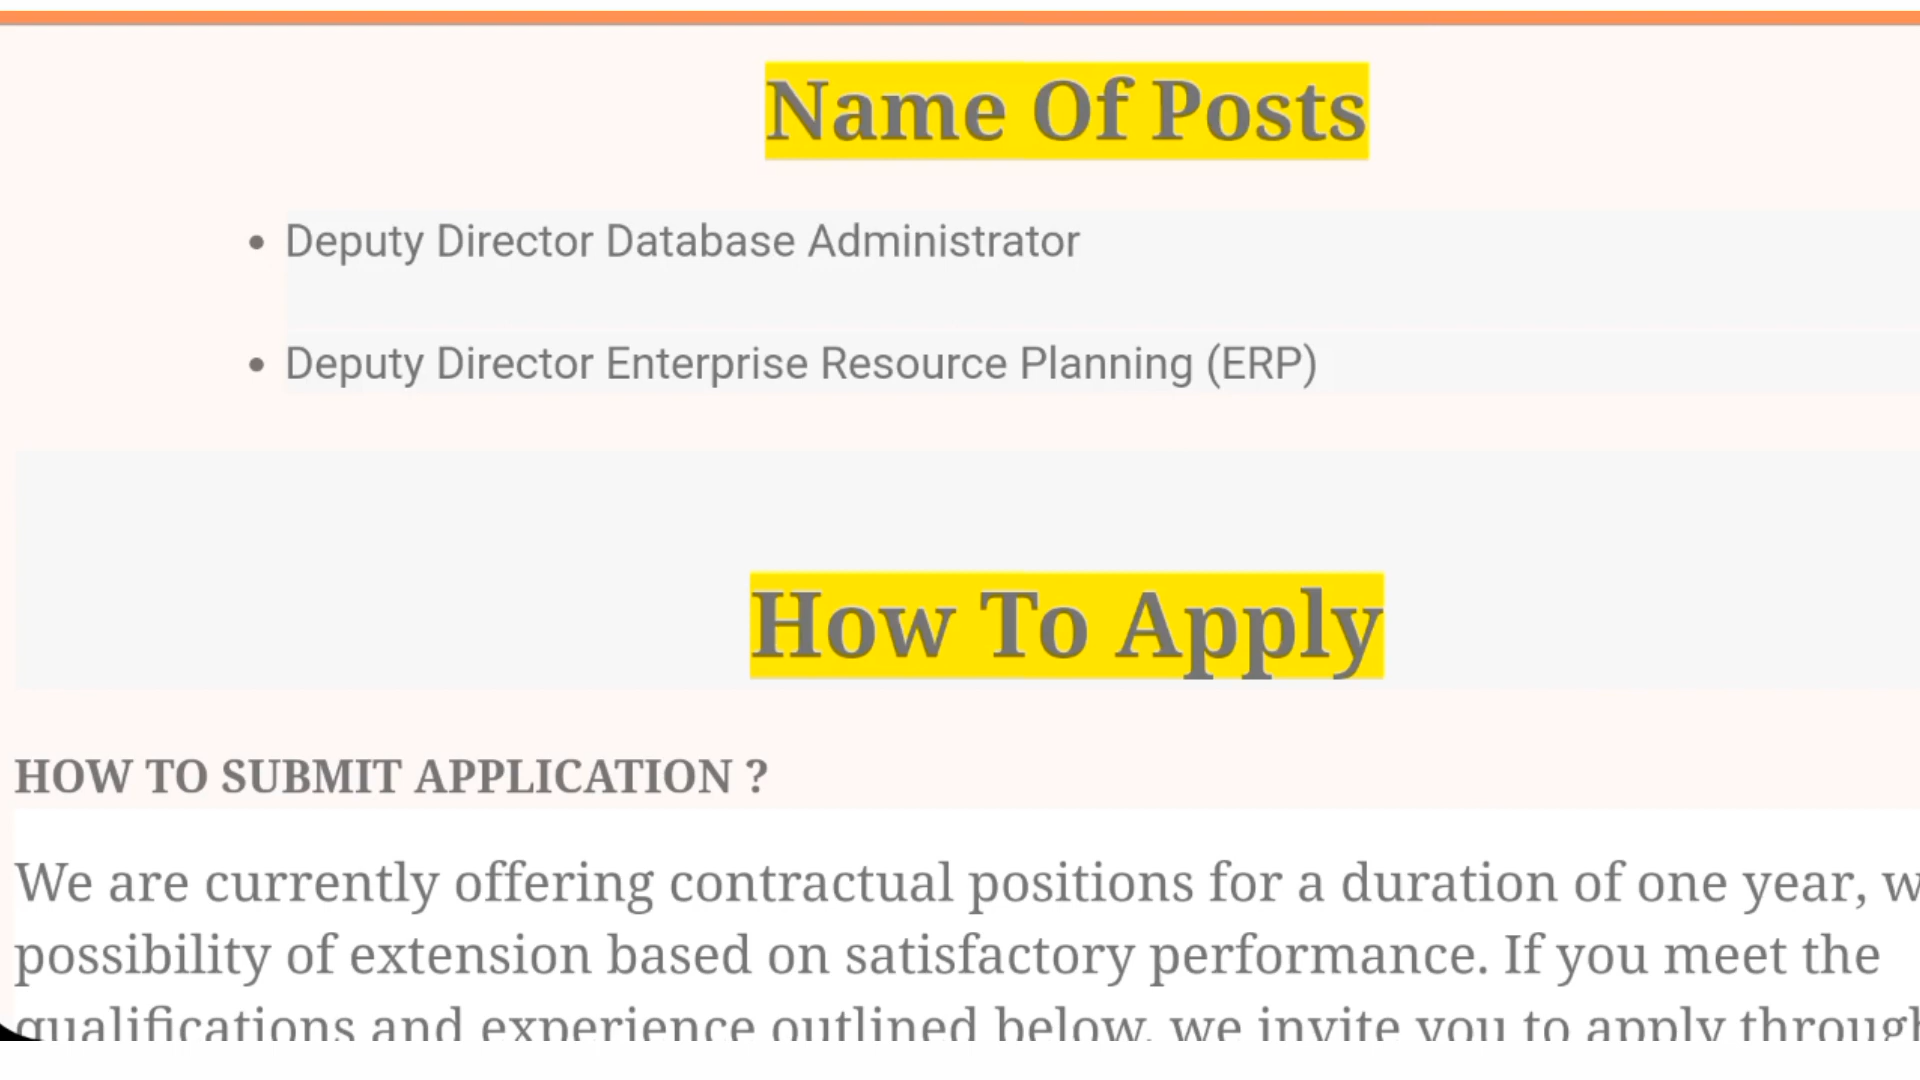 Name Of Posts
• Deputy Director Database Administrator
• Deputy Director Enterprise Resource Planning (ERP)
How To Apply
HOW TO SUBMIT APPLICATION ?
We are currently offering contractual positions for a duration of one year,
possibility of extension based on satisfactory performance. If you meet the
qualifications and experience outlined below, we invite you to apply through